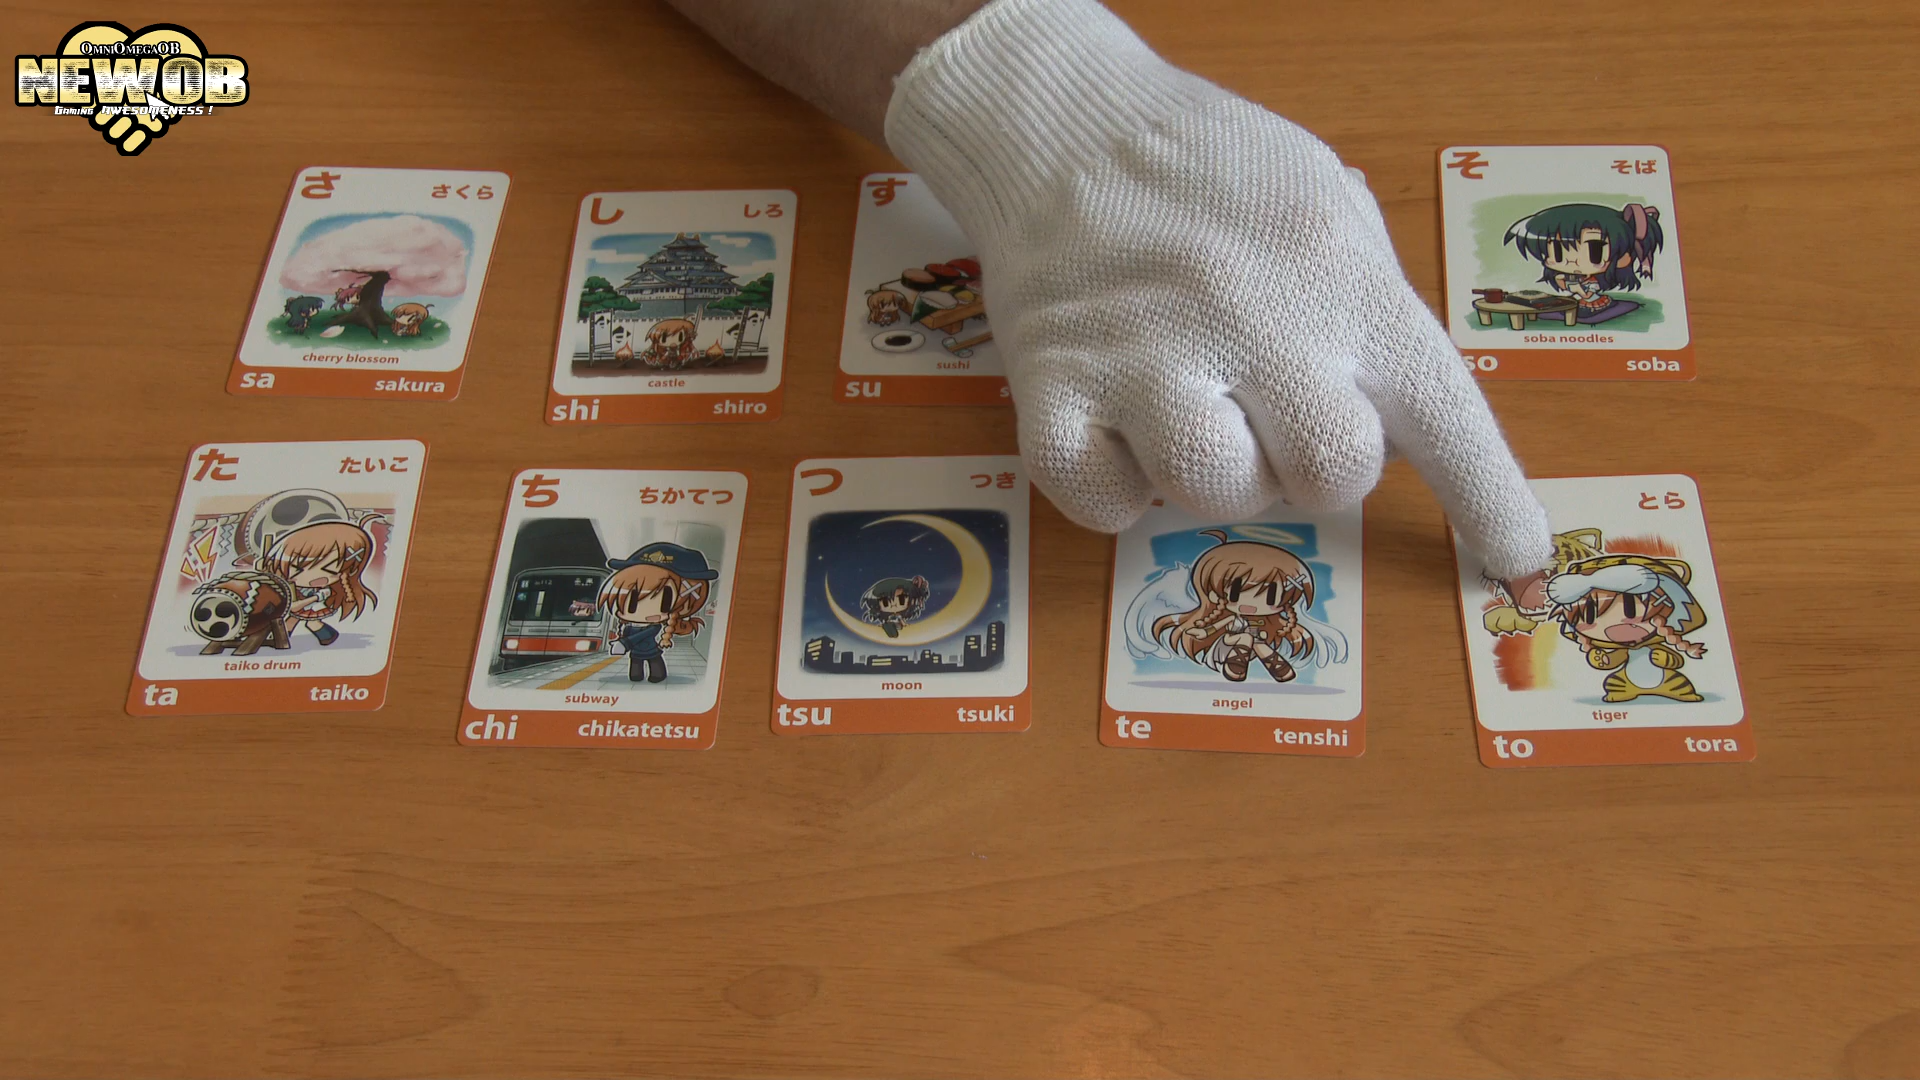 OmniOmegaOB
NEWOB
Gaming Awesomeness!
さ さくら
cherry blossom
sa sakura
し しろ
castle
shi shiro
す
sushi
su s
そ そば
soba noodles
so soba
た たいこ
taiko drum
ta taiko
ち ちかてつ
subway
chi chikatetsu
つ つき
moon
tsu tsuki
angel
te tenshi
とら
tiger
to tora